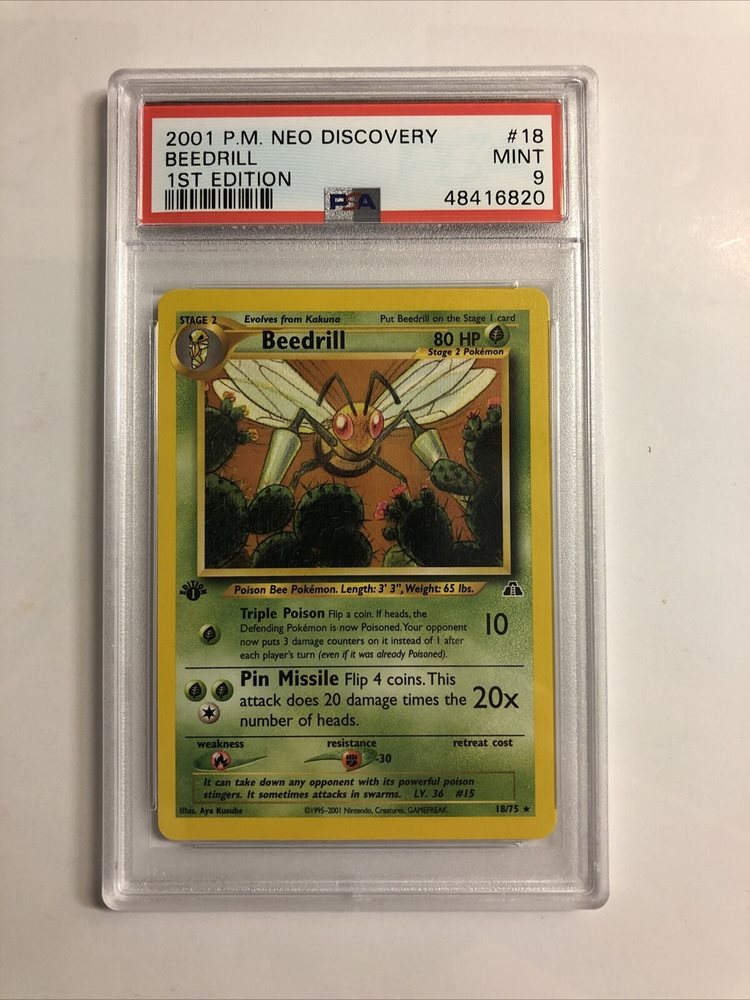 2001 P.M. NEO DISCOVERY #18
BEEDRILL MINT
1ST EDITION 9
PSA 48416820
STAGE 2 Evolves from Kakuna Put Beedrill on the Stage 1 card
Beedrill 80 HP
Stage 2 Pokémon
EDITION
1
Poison Bee Pokémon. Length: 3' 3", Weight: 65 lbs.
Triple Poison Flip a coin. If heads, the
Defending Pokémon is now Poisoned. Your opponent 10
now puts 3 damage counters on it instead of 1 after
each player's turn (even if it was already Poisoned).
Pin Missile Flip 4 coins. This
attack does 20 damage times the 20x
number of heads.
weakness resistance retreat cost
-30
It can take down any opponent with its powerful poison
stingers. It sometimes attacks in swarms. LV. 36 #15
Illus. Aya Kusube ©1995-2001 Nintendo, Creatures, GAMEFREAK. 18/75 ★